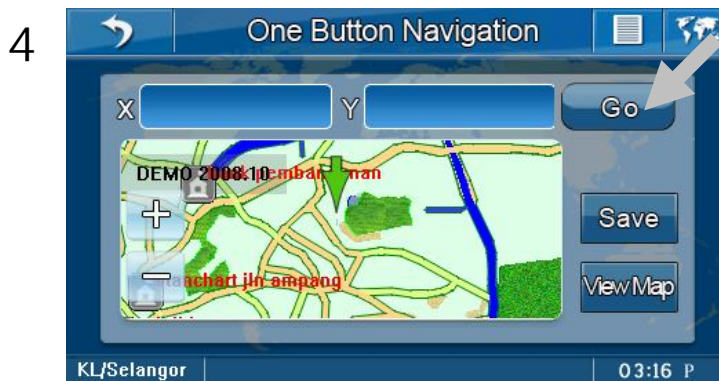 4
One Button Navigation
X
Y
Go
DEMO 2008.10
Save
jln ampang
View Map
KL/Selangor
03:16 P